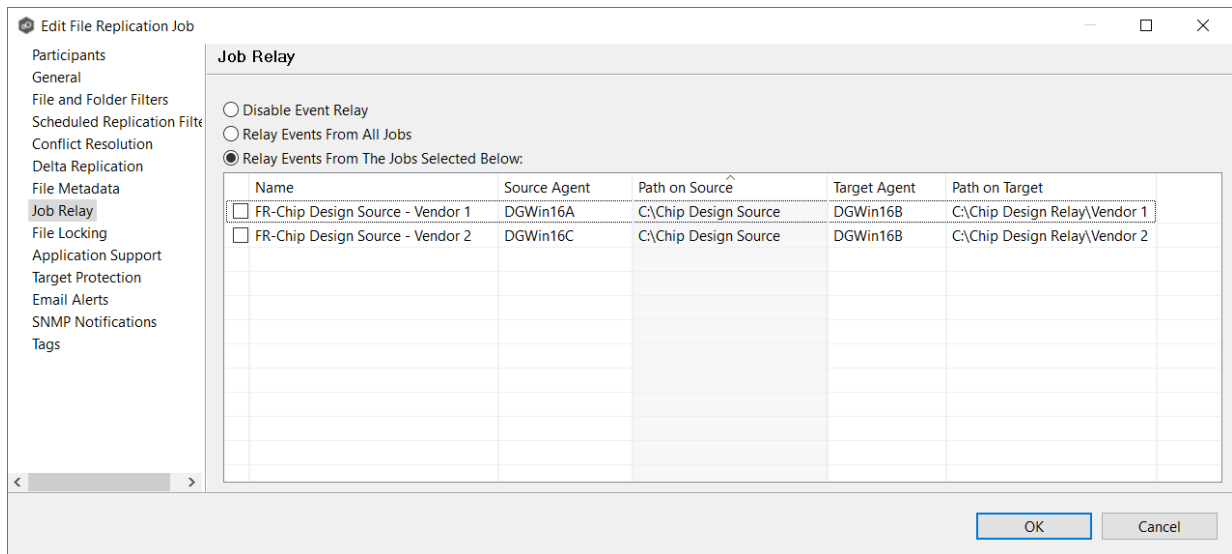 Edit File Replication Job
Participants
General
File and Folder Filters
Scheduled Replication Filte
Conflict Resolution
Delta Replication
File Metadata
Job Relay
File Locking
Application Support
Target Protection
Email Alerts
SNMP Notifications
Tags
Job Relay
Disable Event Relay
Relay Events From All Jobs
Relay Events From The Jobs Selected Below:
Name Source Agent Path on Source Target Agent Path on Target
FR-Chip Design Source - Vendor 1 DGWin16A C:\Chip Design Source DGWin16B C:\Chip Design Relay\Vendor 1
FR-Chip Design Source - Vendor 2 DGWin16C C:\Chip Design Source DGWin16B C:\Chip Design Relay\Vendor 2
OK Cancel